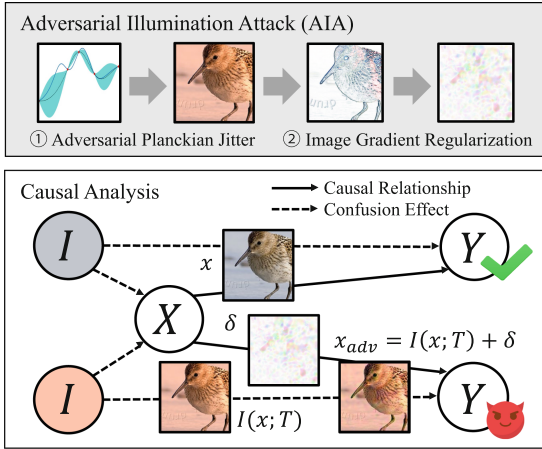 Adversarial Illumination Attack (AIA)
① Adversarial Planckian Jitter
② Image Gradient Regularization
Causal Analysis
Causal Relationship
Confusion Effect
I
x
Y
X
δ
x_adv = I(x; T) + δ
I
I(x; T)
Y